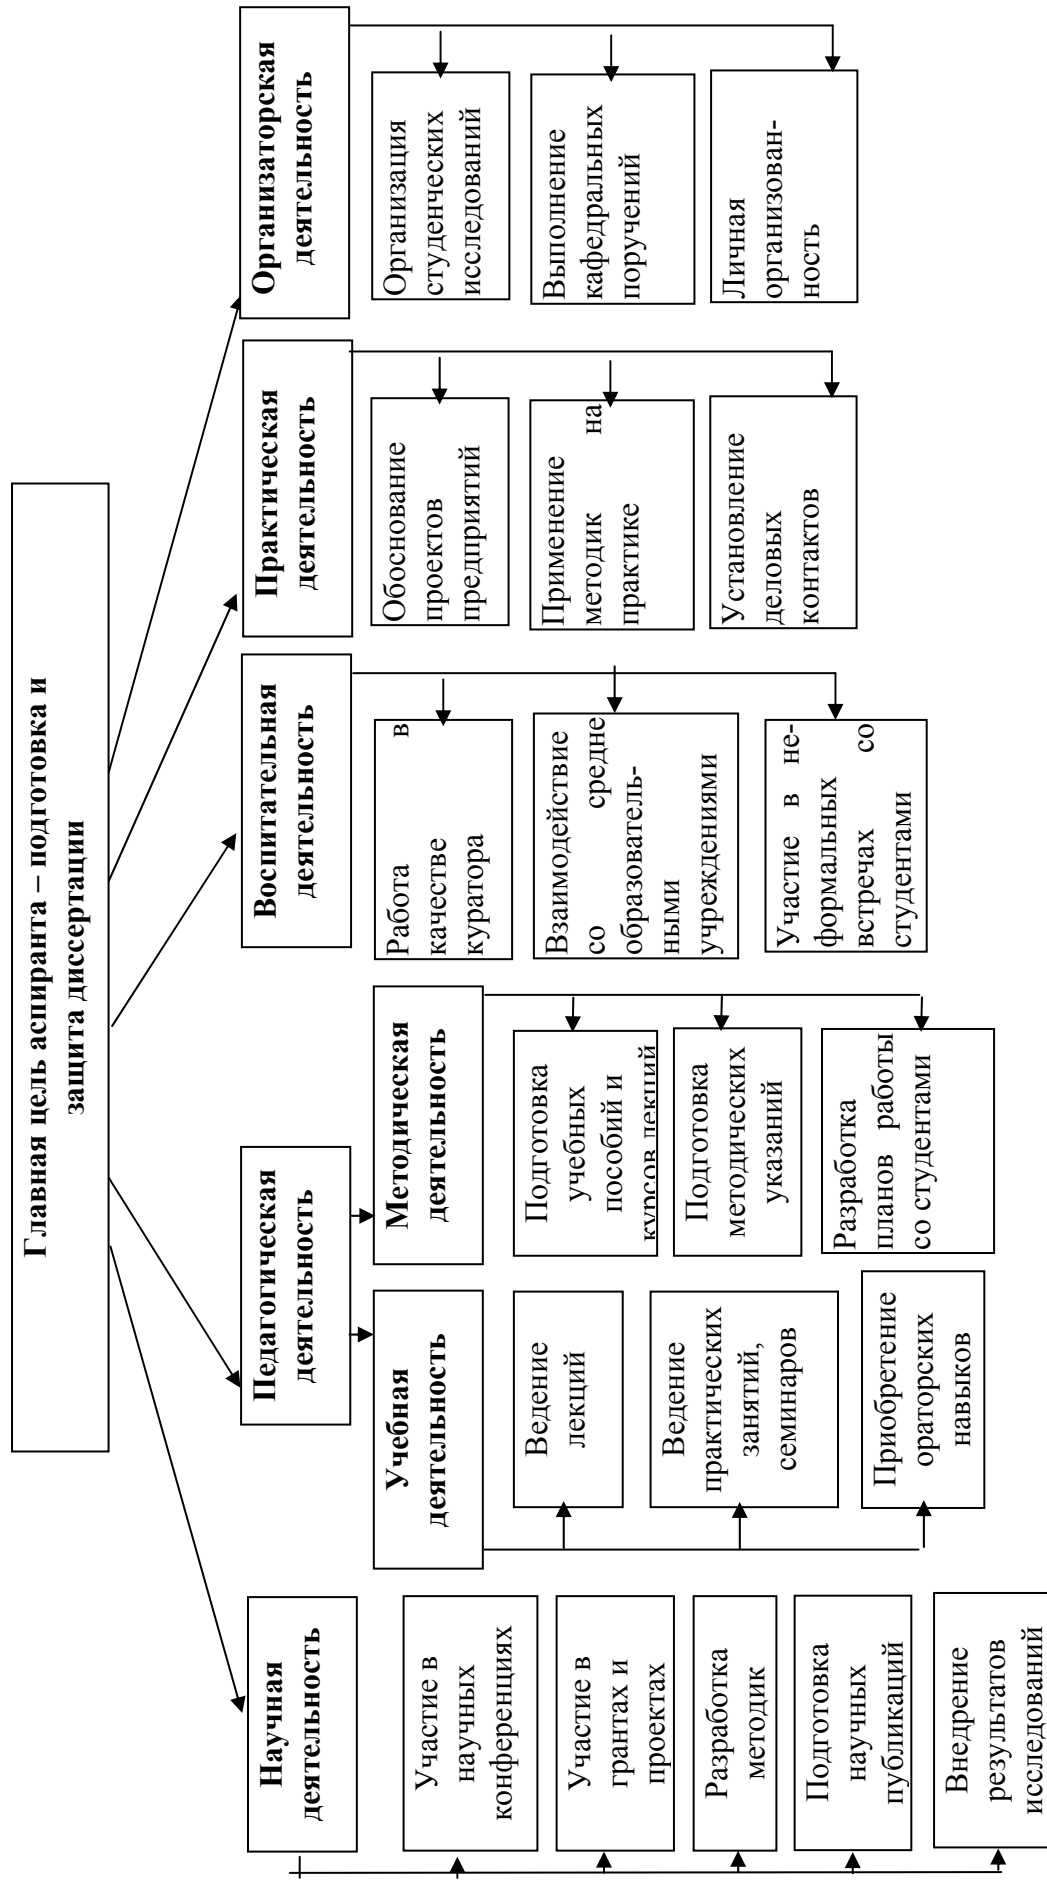 Главная цель аспиранта – подготовка и
защита диссертации
Научная
деятельность
Участие в
научных
конференциях
Участие в
грантах и
проектах
Разработка
методик
Подготовка
научных
публикаций
Внедрение
результатов
исследований
Педагогическая
деятельность
Учебная
деятельность
Ведение
лекций
Ведение
практических
занятий,
семинаров
Приобретение
ораторских
навыков
Методическая
деятельность
Подготовка
учебных
пособий и
курсов лекций
Подготовка
методических
указаний
Разработка
планов работы
со студентами
Воспитательная
деятельность
Работа в
качестве
куратора
Взаимодействие
со средне
образователь-
ными
учреждениями
Участие в не-
формальных
встречах со
студентами
Практическая
деятельность
Обоснование
проектов
предприятий
Применение
методик на
практике
Установление
деловых
контактов
Организаторская
деятельность
Организация
студенческих
исследований
Выполнение
кафедральных
поручений
Личная
организован-
ность